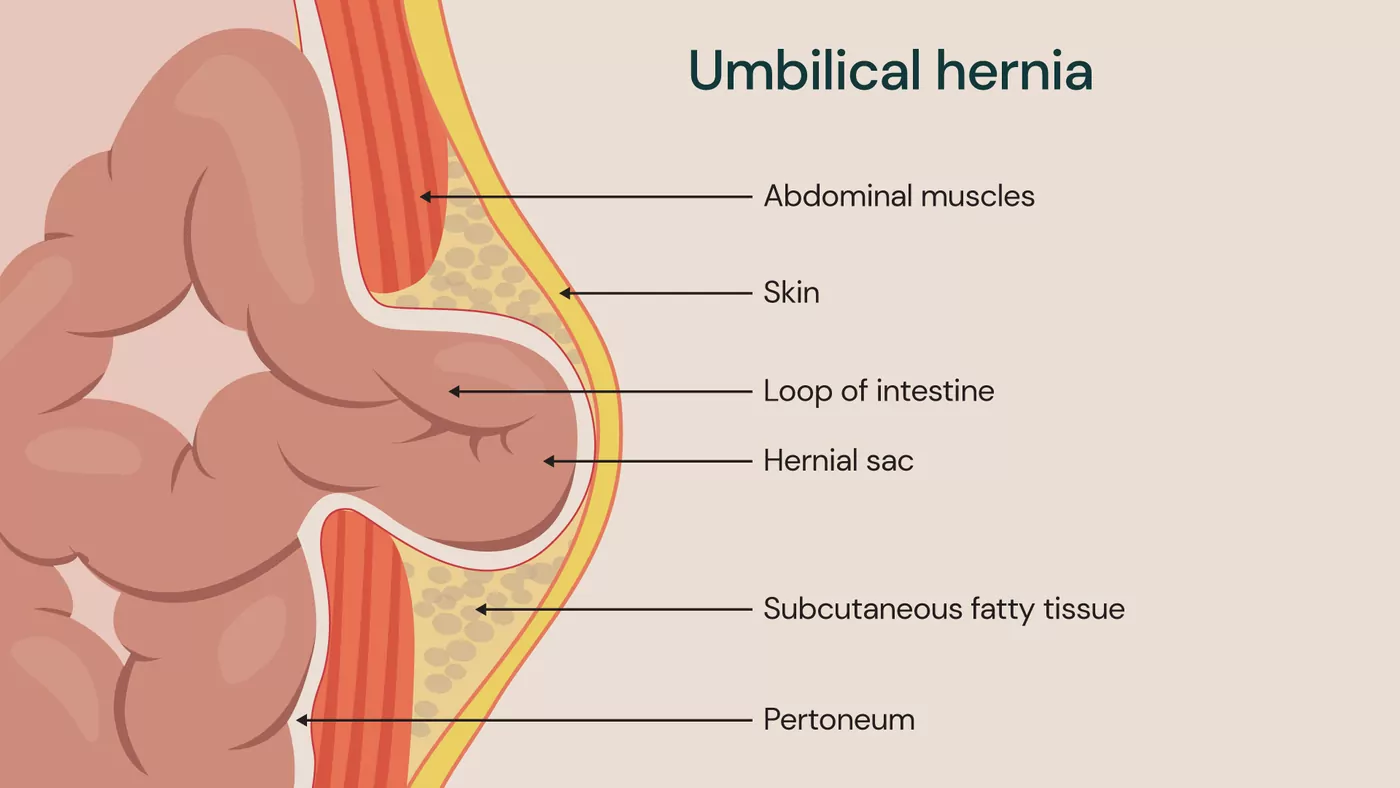 Umbilical hernia
Abdominal muscles
Skin
Loop of intestine
Hernial sac
Subcutaneous fatty tissue
Pertoneum